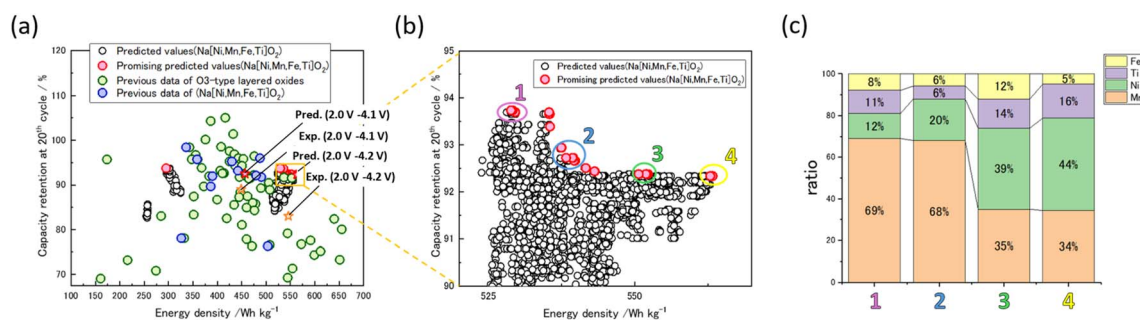 (a)
120
110
100
90
80
70
Capacity retention at 20th cycle / %
Predicted values(Na[Ni,Mn,Fe,Ti]O2)
Promising predicted values(Na[Ni,Mn,Fe,Ti]O2)
Previous data of O3-type layered oxides
Previous data of (Na[Ni,Mn,Fe,Ti]O2)
Pred. (2.0 V -4.1 V)
Exp. (2.0 V -4.1 V)
Pred. (2.0 V -4.2 V)
Exp. (2.0 V -4.2 V)
100 150 200 250 300 350 400 450 500 550 600 650 700
Energy density /Wh kg-1
(b)
95
94
93
92
91
90
Capacity retention at 20th cycle / %
Predicted values(Na[Ni,Mn,Fe,Ti]O2)
Promising predicted values(Na[Ni,Mn,Fe,Ti]O2)
1
2
3
4
525 550
Energy density /Wh kg-1
(c)
Fe
Ti
Ni
100
80
60
40
20
0
ratio
8% 6% 12% 5%
11% 6% 14% 16%
12% 20% 39% 44%
69% 68% 35% 34%
1 2 3 4